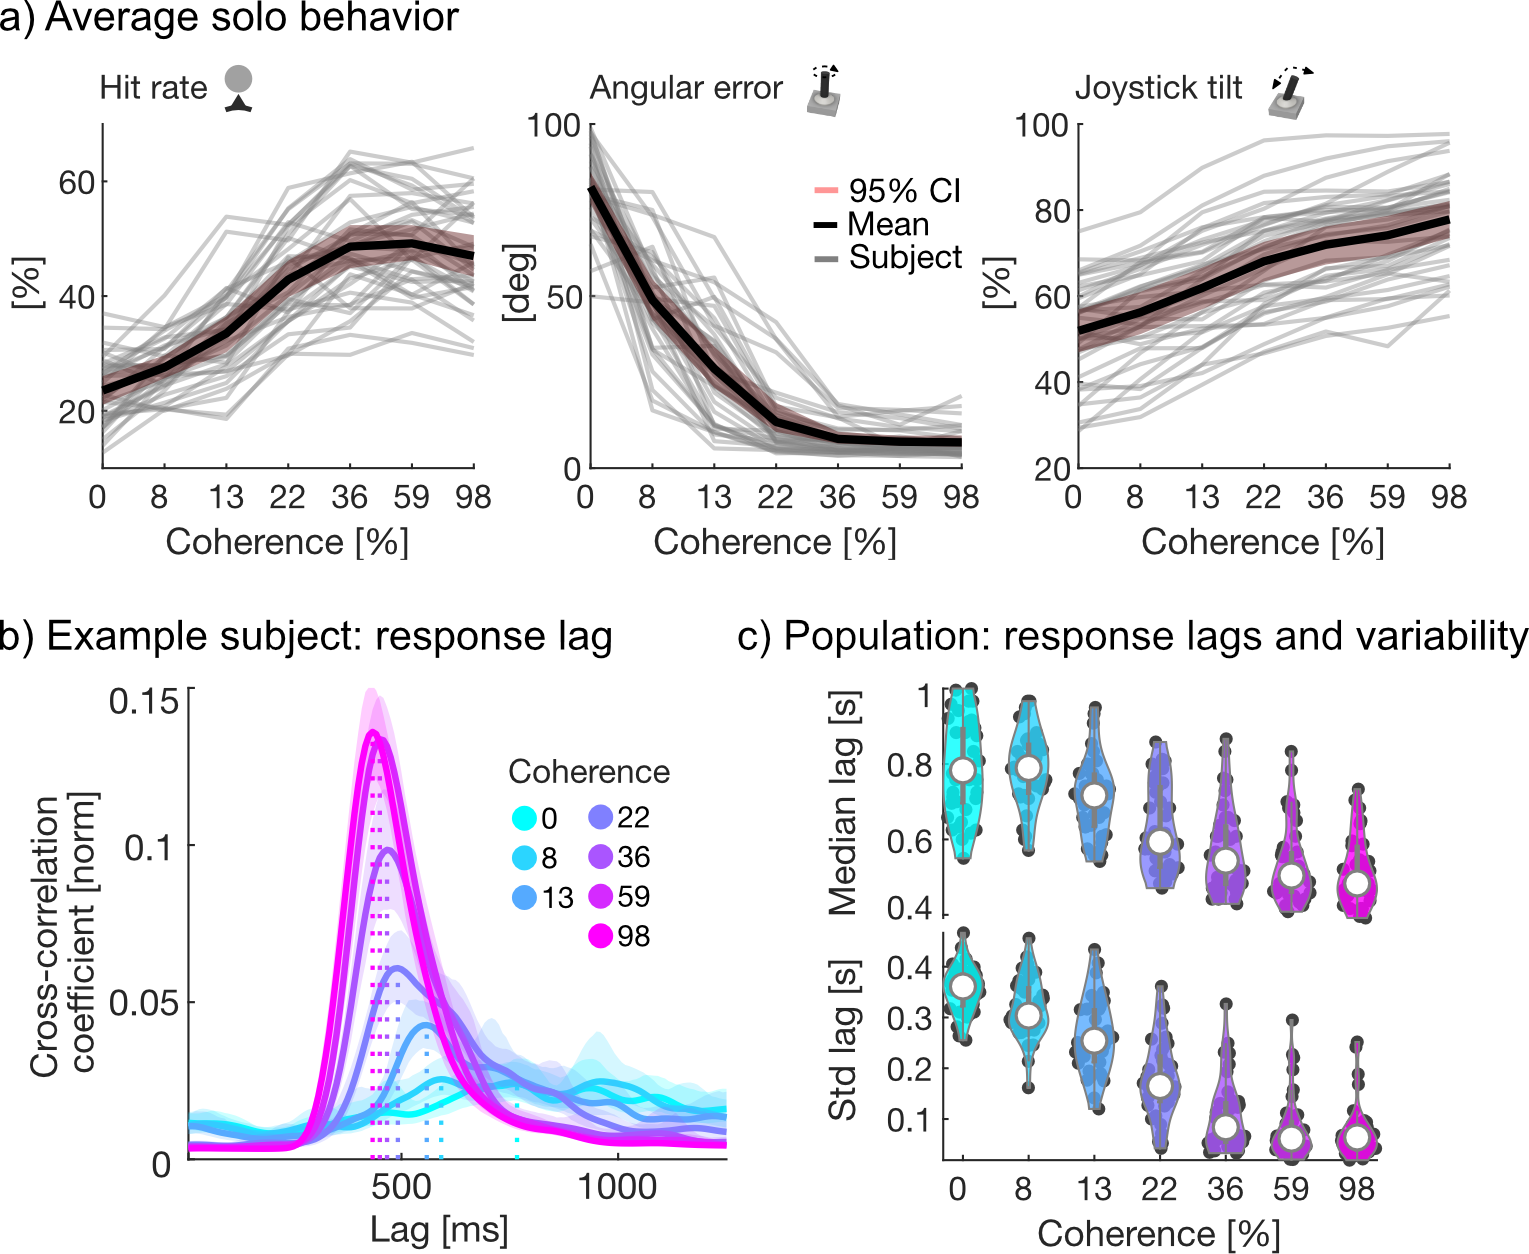 a) Average solo behavior
Hit rate
[%]
60
40
20
0 8 13 22 36 59 98
Coherence [%]
Angular error
[deg]
100
50
0
95% CI
Mean
Subject
0 8 13 22 36 59 98
Coherence [%]
Joystick tilt
[%]
100
80
60
40
20
0 8 13 22 36 59 98
Coherence [%]
b) Example subject: response lag
Cross-correlation
coefficient [norm]
0.15
0.1
0.05
0
Coherence
0 22
8 36
13 59
98
500 1000
Lag [ms]
c) Population: response lags and variability
Median lag [s]
1
0.8
0.6
0.4
Std lag [s]
0.4
0.3
0.2
0.1
0 8 13 22 36 59 98
Coherence [%]